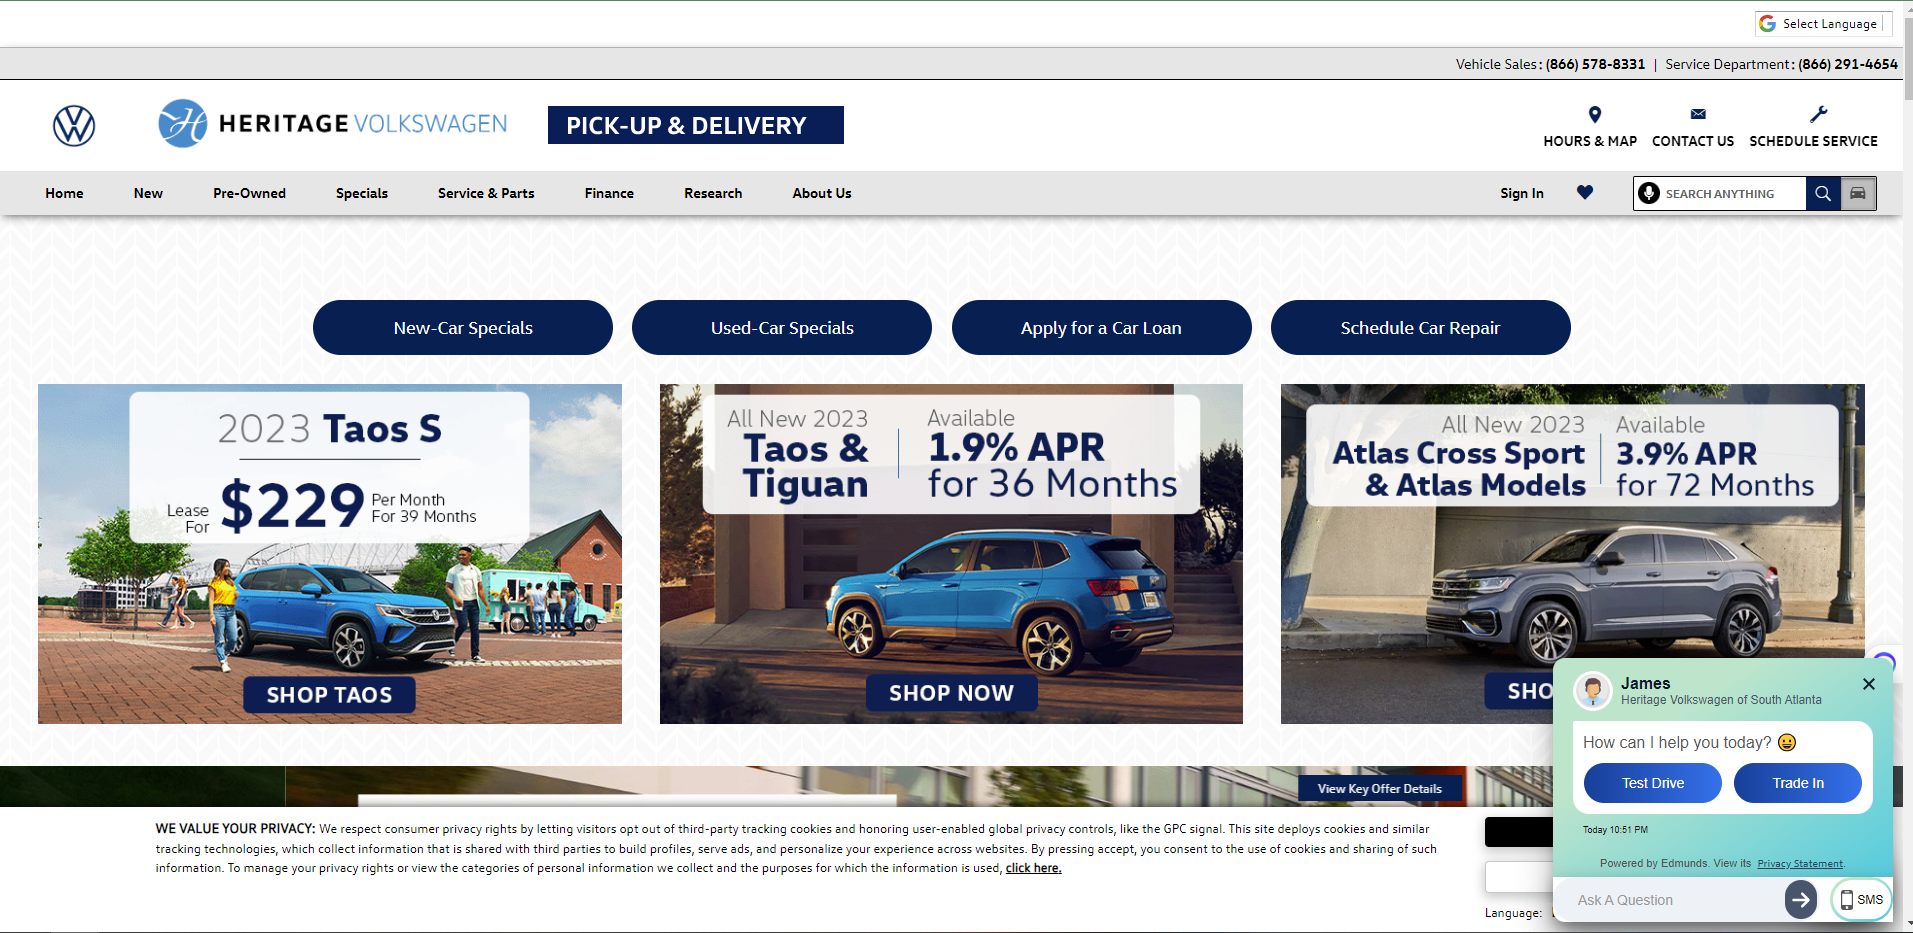 Select Language
Vehicle Sales: (866) 578-8331 | Service Department: (866) 291-4654
HERITAGE VOLKSWAGEN
PICK-UP & DELIVERY
HOURS & MAP
CONTACT US
SCHEDULE SERVICE
Home
New
Pre-Owned
Specials
Service & Parts
Finance
Research
About Us
Sign In
SEARCH ANYTHING
New-Car Specials
Used-Car Specials
Apply for a Car Loan
Schedule Car Repair
2023 Taos S
Lease For $229 Per Month For 39 Months
SHOP TAOS
All New 2023
Taos & Tiguan
Available
1.9% APR
for 36 Months
SHOP NOW
All New 2023
Atlas Cross Sport
& Atlas Models
Available
3.9% APR
for 72 Months
SHO
View Key Offer Details
WE VALUE YOUR PRIVACY: We respect consumer privacy rights by letting visitors opt out of third-party tracking cookies and honoring user-enabled global privacy controls, like the GPC signal. This site deploys cookies and similar
tracking technologies, which collect information that is shared with third parties to build profiles, serve ads, and personalize your experience across websites. By pressing accept, you consent to the use of cookies and sharing of such
information. To manage your privacy rights or view the categories of personal information we collect and the purposes for which the information is used, click here.
Language:
James
Heritage Volkswagen of South Atlanta
How can I help you today? 😀
Test Drive
Trade In
Today 10:51 PM
Powered by Edmunds. View its Privacy Statement.
Ask A Question
SMS